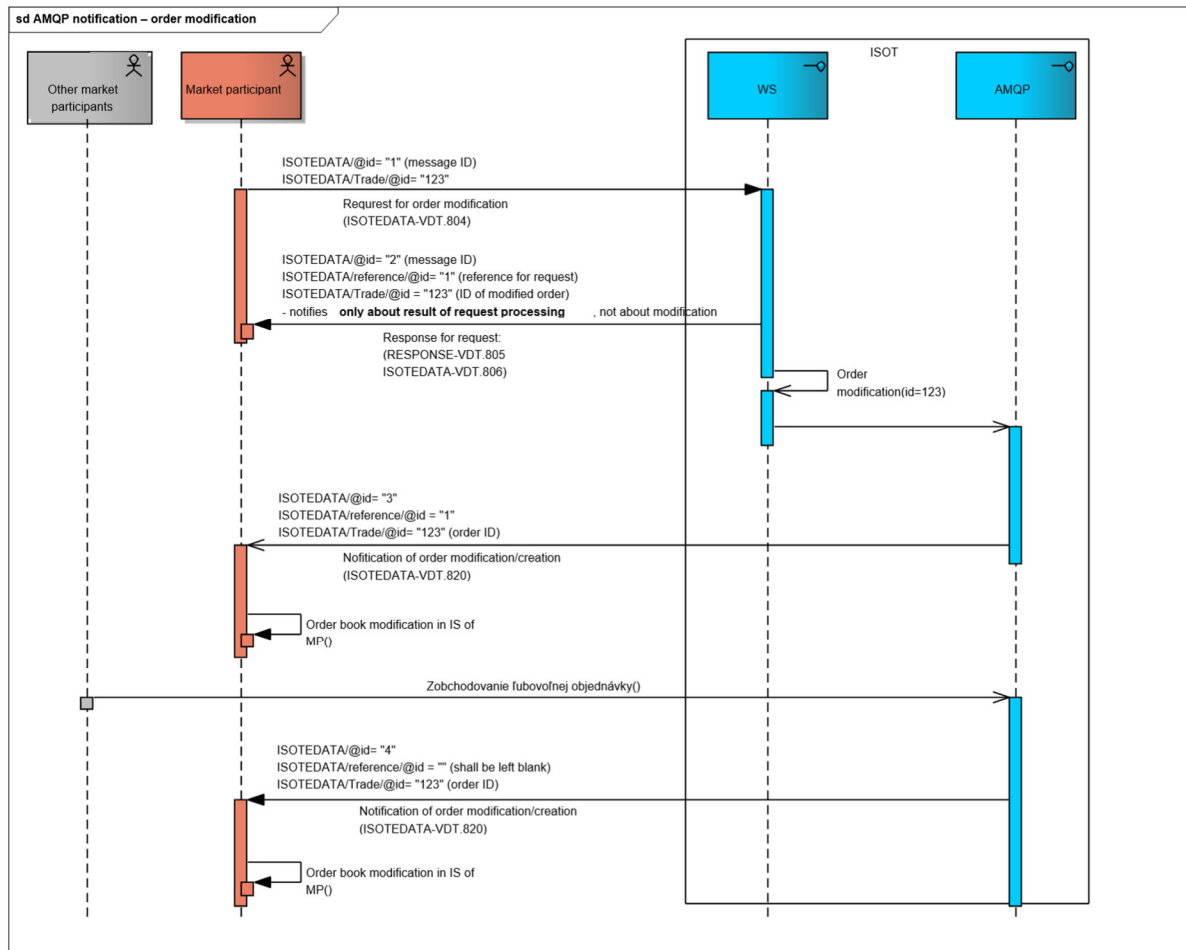 sd AMQP notification – order modification
ISOT
Other market
participants
Market participant
WS
AMQP
ISOTEDATA/@id= "1" (message ID)
ISOTEDATA/Trade/@id= "123"
Requrest for order modification
(ISOTEDATA-VDT.804)
ISOTEDATA/@id= "2" (message ID)
ISOTEDATA/reference/@id= "1" (reference for request)
ISOTEDATA/Trade/@id = "123" (ID of modified order)
- notifies only about result of request processing , not about modification
Response for request:
(RESPONSE-VDT.805
ISOTEDATA-VDT.806)
Order
modification(id=123)
ISOTEDATA/@id= "3"
ISOTEDATA/reference/@id = "1"
ISOTEDATA/Trade/@id= "123" (order ID)
Nofitication of order modification/creation
(ISOTEDATA-VDT.820)
Order book modification in IS of
MP()
Zobchodovanie ľubovoľnej objednávky()
ISOTEDATA/@id= "4"
ISOTEDATA/reference/@id = "" (shall be left blank)
ISOTEDATA/Trade/@id= "123" (order ID)
Notification of order modification/creation
(ISOTEDATA-VDT.820)
Order book modification in IS of
MP()